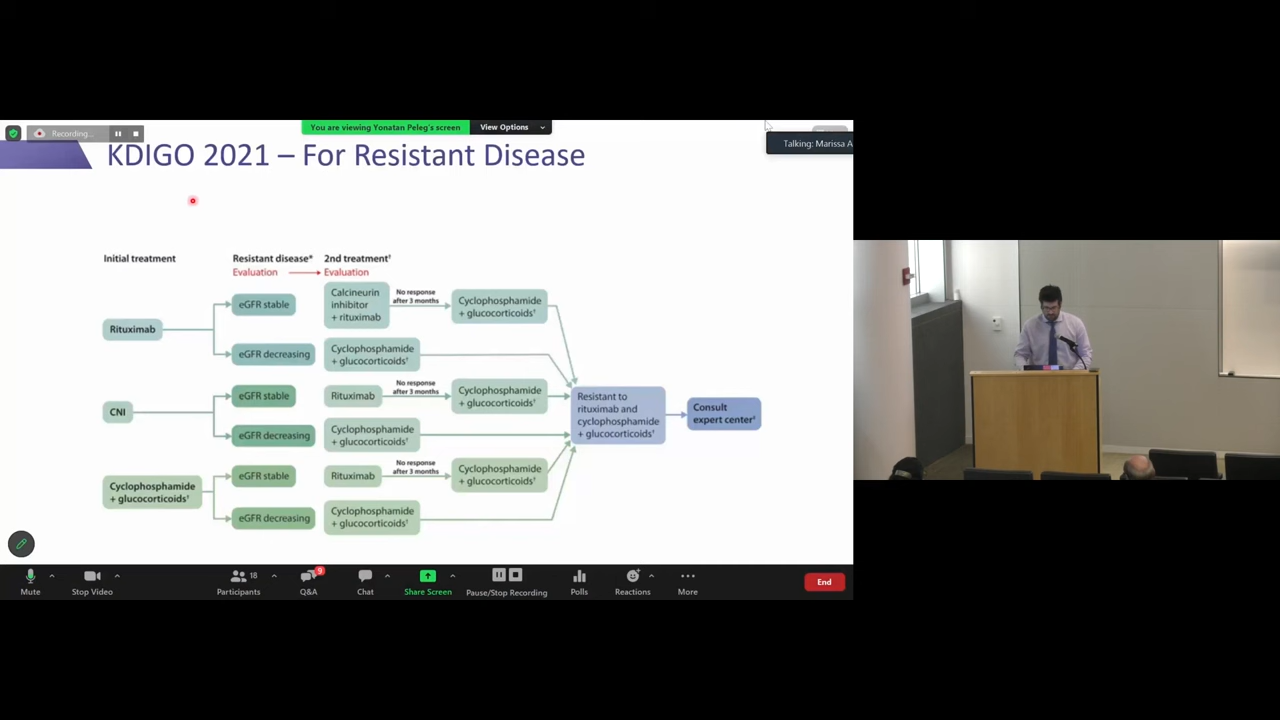 Recording...
You are viewing Yonatan Peleg's screen
View Options
Talking: Marissa A
KDIGO 2021 – For Resistant Disease
Initial treatment
Resistant disease*
2nd treatment†
Evaluation
Evaluation
Rituximab
eGFR stable
Calcineurin
inhibitor
+ rituximab
No response
after 3 months
Cyclophosphamide
+ glucocorticoids†
eGFR decreasing
Cyclophosphamide
+ glucocorticoids†
CNI
eGFR stable
Rituximab
No response
after 3 months
Cyclophosphamide
+ glucocorticoids†
eGFR decreasing
Cyclophosphamide
+ glucocorticoids†
Cyclophosphamide
+ glucocorticoids†
eGFR stable
Rituximab
No response
after 3 months
Cyclophosphamide
+ glucocorticoids†
eGFR decreasing
Cyclophosphamide
+ glucocorticoids†
Resistant to
rituximab and
cyclophosphamide
+ glucocorticoids†
Consult
expert center‡
Mute
Stop Video
Participants
18
Q&A
9
Chat
Share Screen
Pause/Stop Recording
Polls
Reactions
More
End